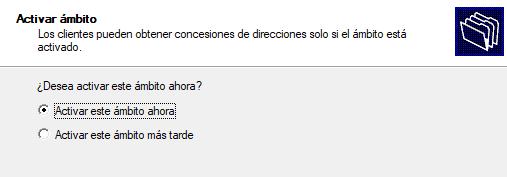 Activar ámbito
Los clientes pueden obtener concesiones de direcciones solo si el ámbito está
activado.
¿Desea activar este ámbito ahora?
Activar este ámbito ahora
Activar este ámbito más tarde